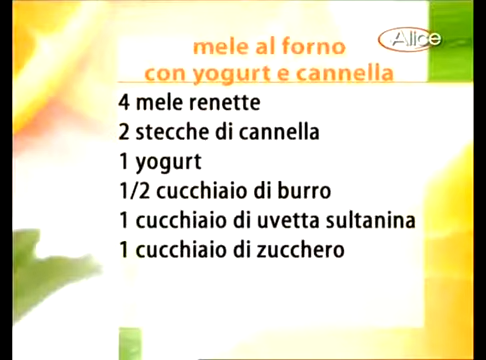 mele al forno
Alice
con yogurt e cannella
4 mele renette
2 stecche di cannella
1 yogurt
1/2 cucchiaio di burro
1 cucchiaio di uvetta sultanina
1 cucchiaio di zucchero